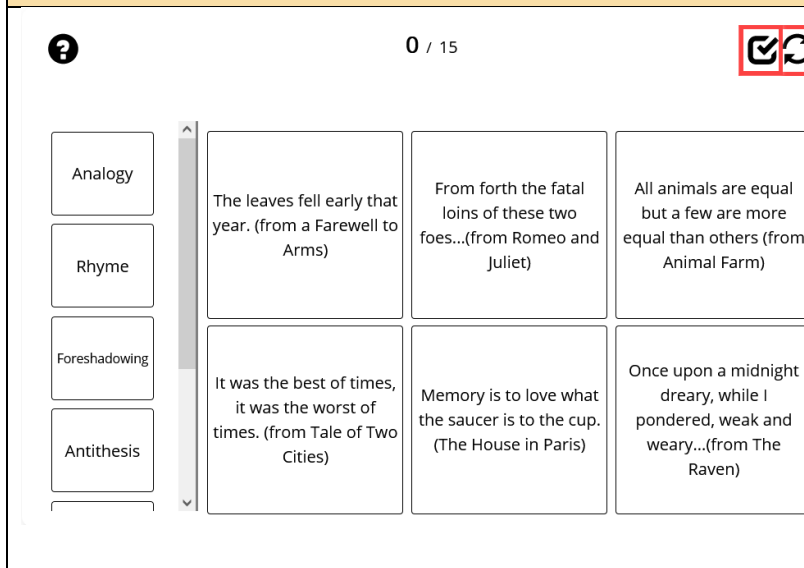 ?
0 / 15
Analogy
Rhyme
Foreshadowing
Antithesis
The leaves fell early that
year. (from a Farewell to
Arms)
From forth the fatal
loins of these two
foes...(from Romeo and
Juliet)
All animals are equal
but a few are more
equal than others (from
Animal Farm)
It was the best of times,
it was the worst of
times. (from Tale of Two
Cities)
Memory is to love what
the saucer is to the cup.
(The House in Paris)
Once upon a midnight
dreary, while I
pondered, weak and
weary...(from The
Raven)